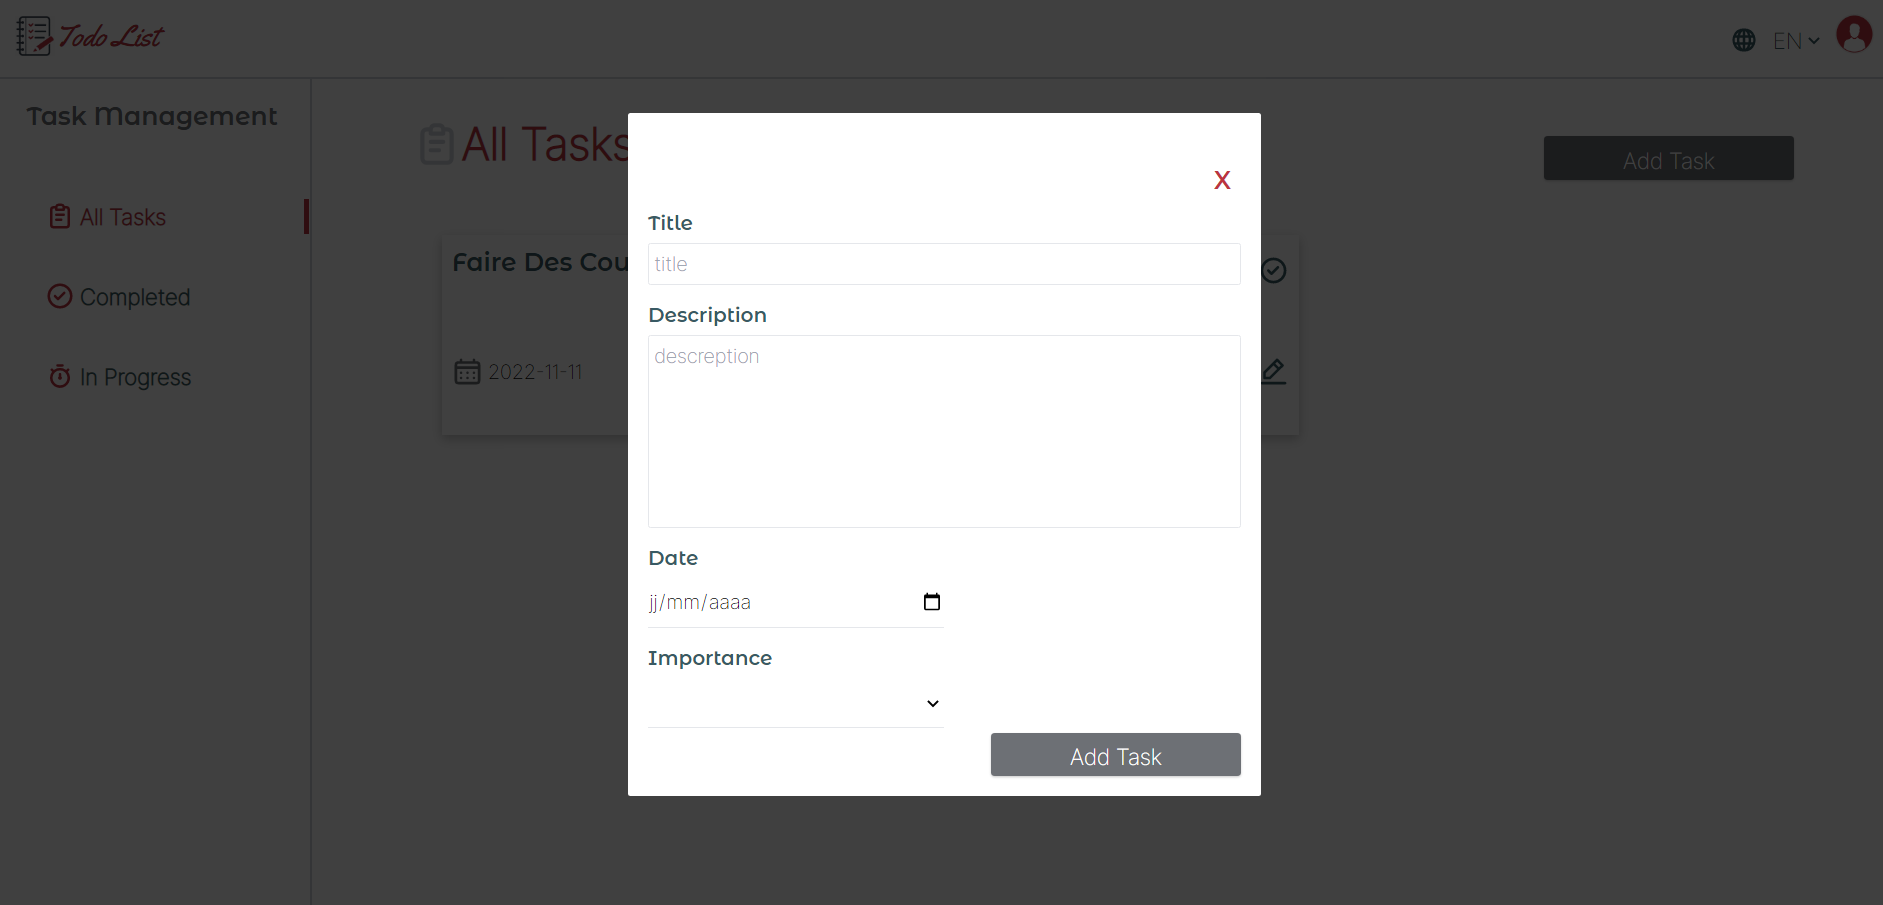 Todo List
EN
Task Management
All Tasks
Completed
In Progress
All Tasks
Add Task
Faire Des Cou
2022-11-11
X
Title
title
Description
descreption
Date
jj/mm/aaaa
Importance
Add Task